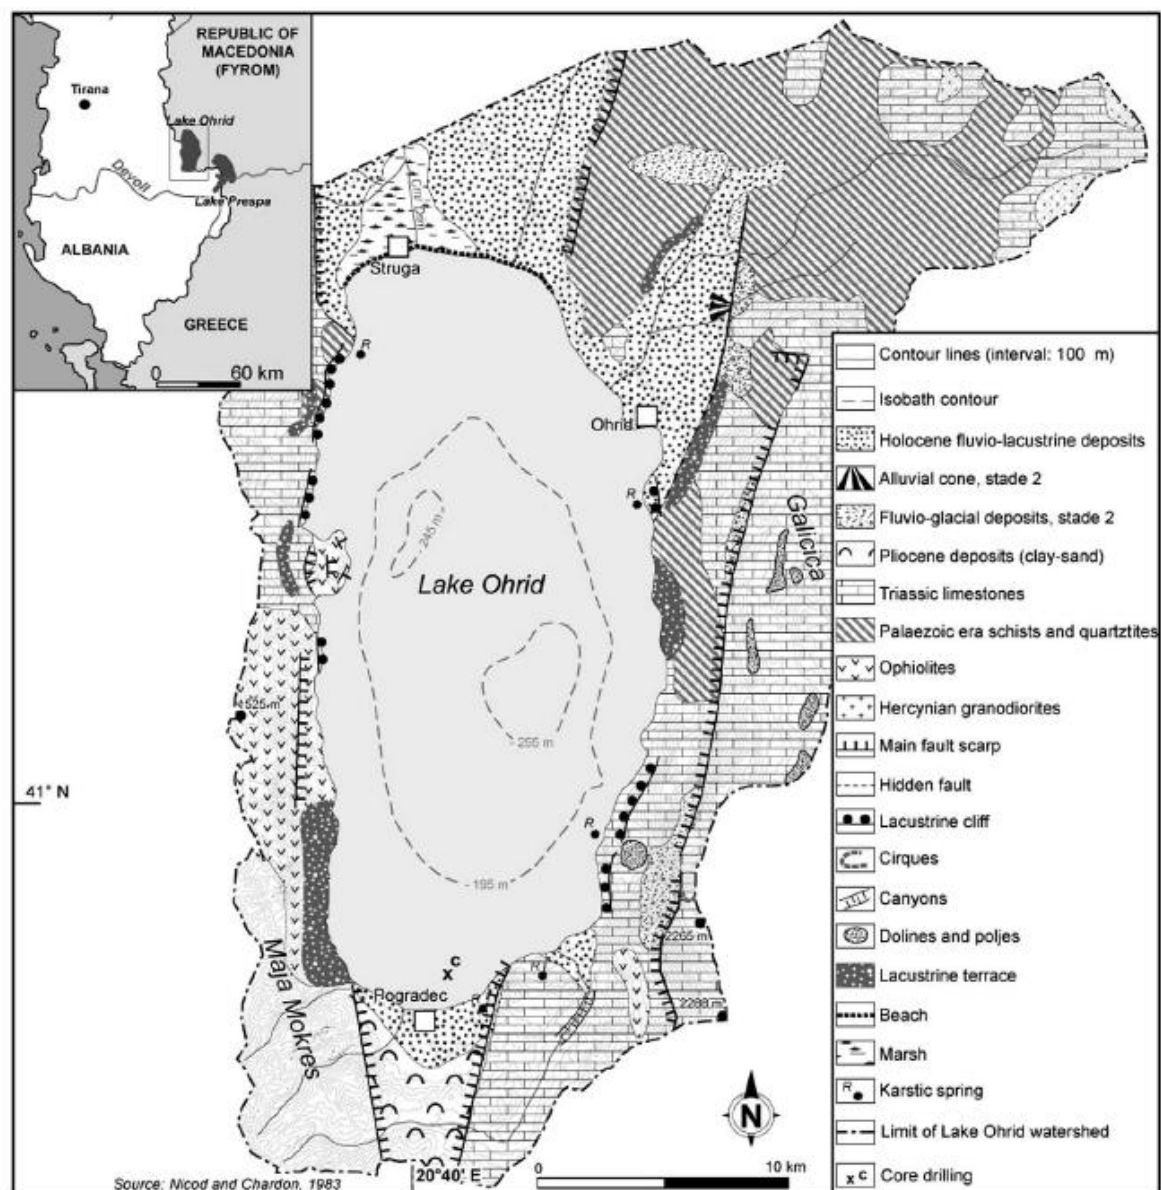 REPUBLIC OF
MACEDONIA
(FYROM)
Tirana
Lake Ohrid
Devoll
Lake Prespa
ALBANIA
GREECE
0 60 km
Struga
R
Ohrid
R
- 245 m
Lake Ohrid
Galicica
- 255 m
1525 m
41° N
R
- 195 m
2265 m
Maja Mokres
c
x
R
Pogradec
R
2288 m
N
20°40' E
0 10 km
Source: Nicod and Chardon, 1983
Contour lines (interval: 100 m)
Isobath contour
Holocene fluvio-lacustrine deposits
Alluvial cone, stade 2
Fluvio-glacial deposits, stade 2
Pliocene deposits (clay-sand)
Triassic limestones
Palaezoic era schists and quartztites
Ophiolites
Hercynian granodiorites
Main fault scarp
Hidden fault
Lacustrine cliff
Cirques
Canyons
Dolines and poljes
Lacustrine terrace
Beach
Marsh
R Karstic spring
Limit of Lake Ohrid watershed
x c Core drilling